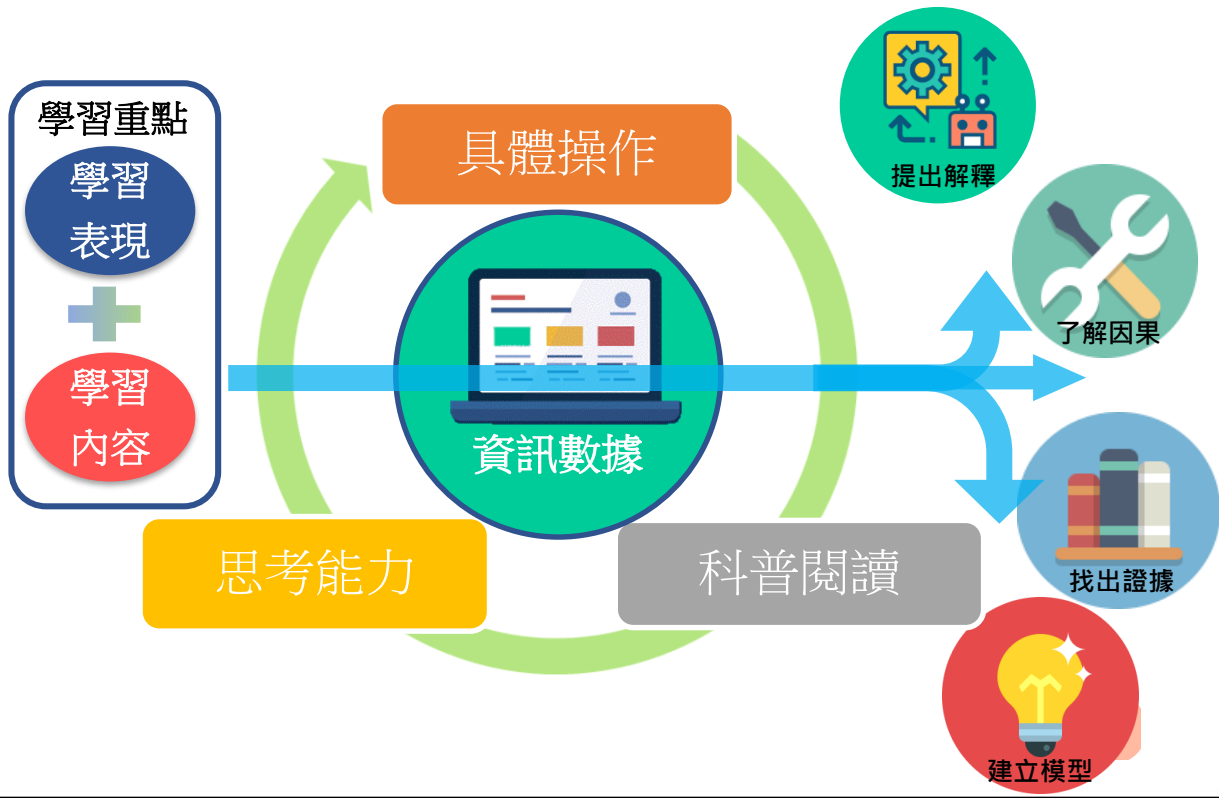 學習重點
學習
表現
學習
內容
具體操作
資訊數據
思考能力
科普閱讀
提出解釋
了解因果
找出證據
建立模型